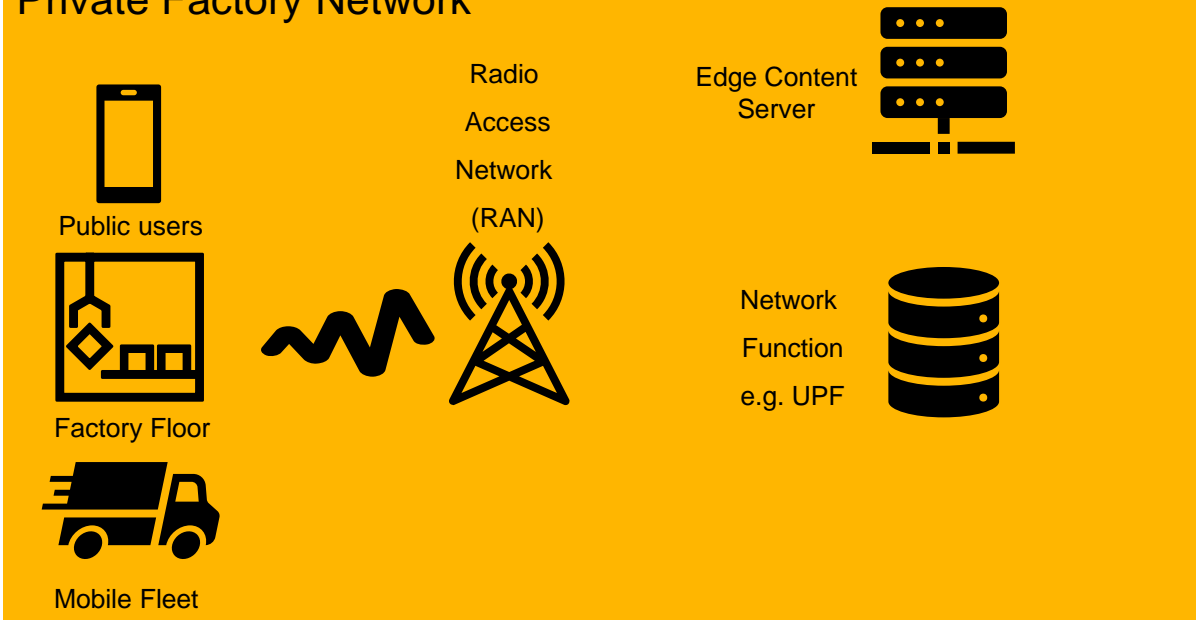 Private Factory Network
Radio
Access
Network
(RAN)
Edge Content
Server
Public users
Network
Function
e.g. UPF
Factory Floor
Mobile Fleet